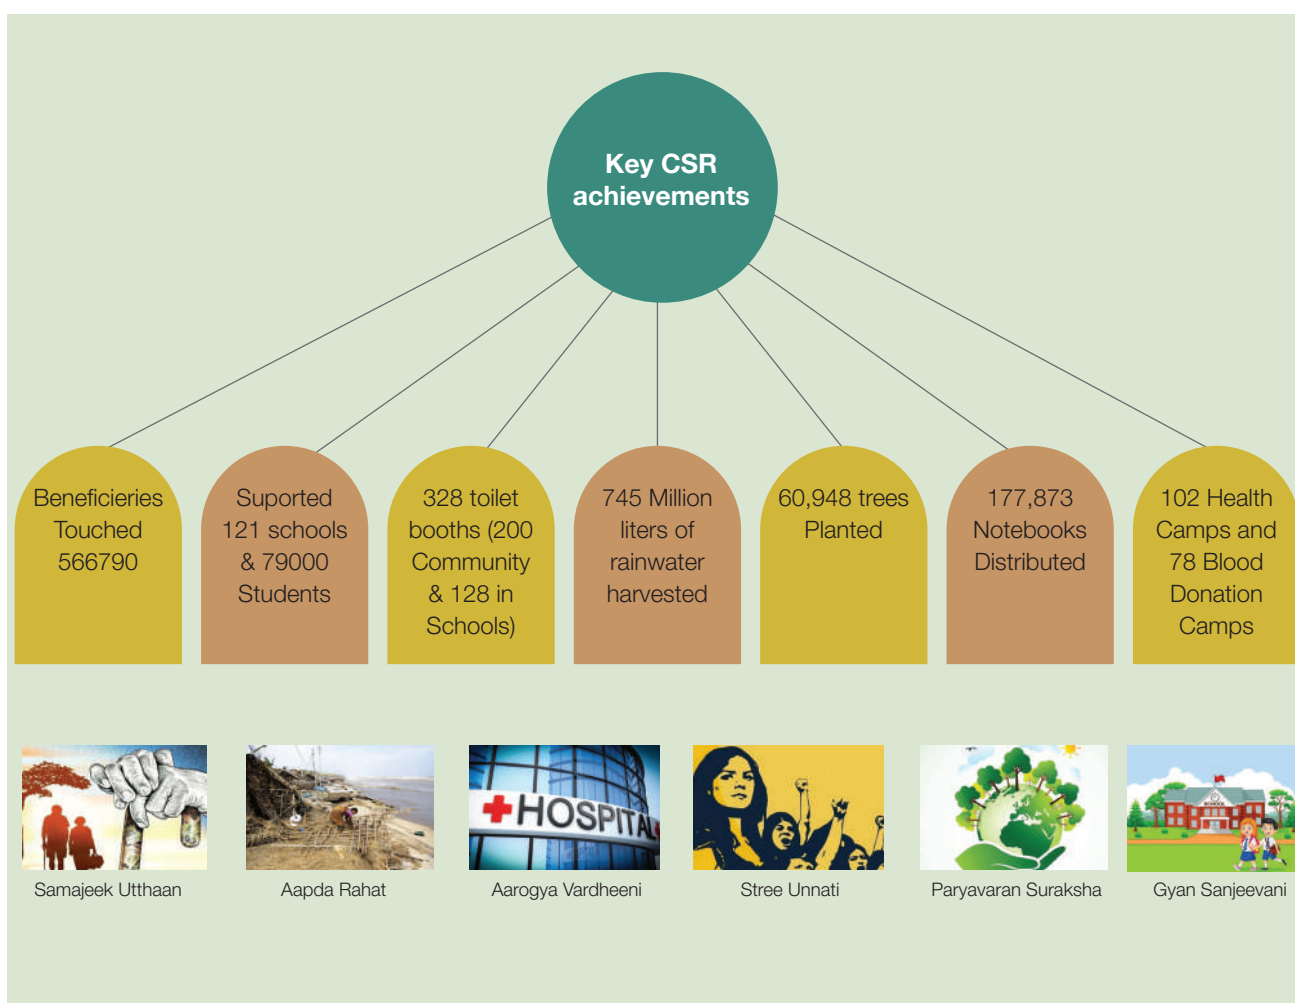 Key CSR
achievements
Beneficieries
Touched
566790
Suported
121 schools
& 79000
Students
328 toilet
booths (200
Community
& 128 in
Schools)
745 Million
liters of
rainwater
harvested
60,948 trees
Planted
177,873
Notebooks
Distributed
102 Health
Camps and
78 Blood
Donation
Camps
HOSPITAL
SCHOOL
Samajeek Utthaan
Aapda Rahat
Aarogya Vardheeni
Stree Unnati
Paryavaran Suraksha
Gyan Sanjeevani